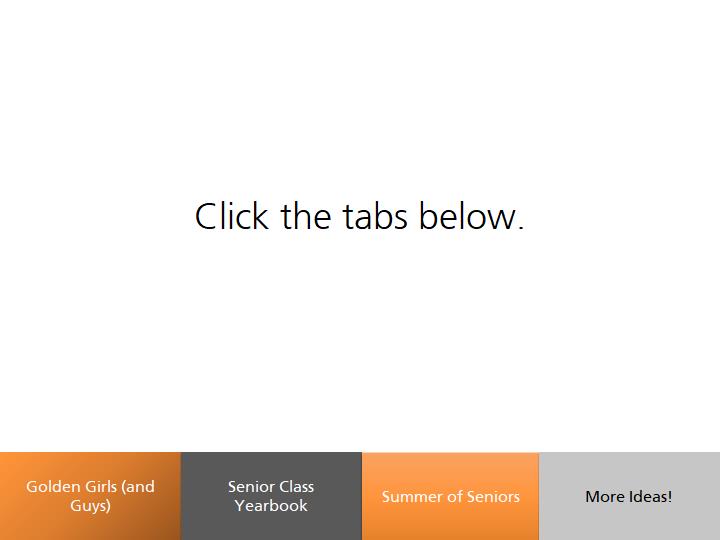 Click the tabs below.
Golden Girls (and
Guys)
Senior Class
Yearbook
Summer of Seniors
More Ideas!